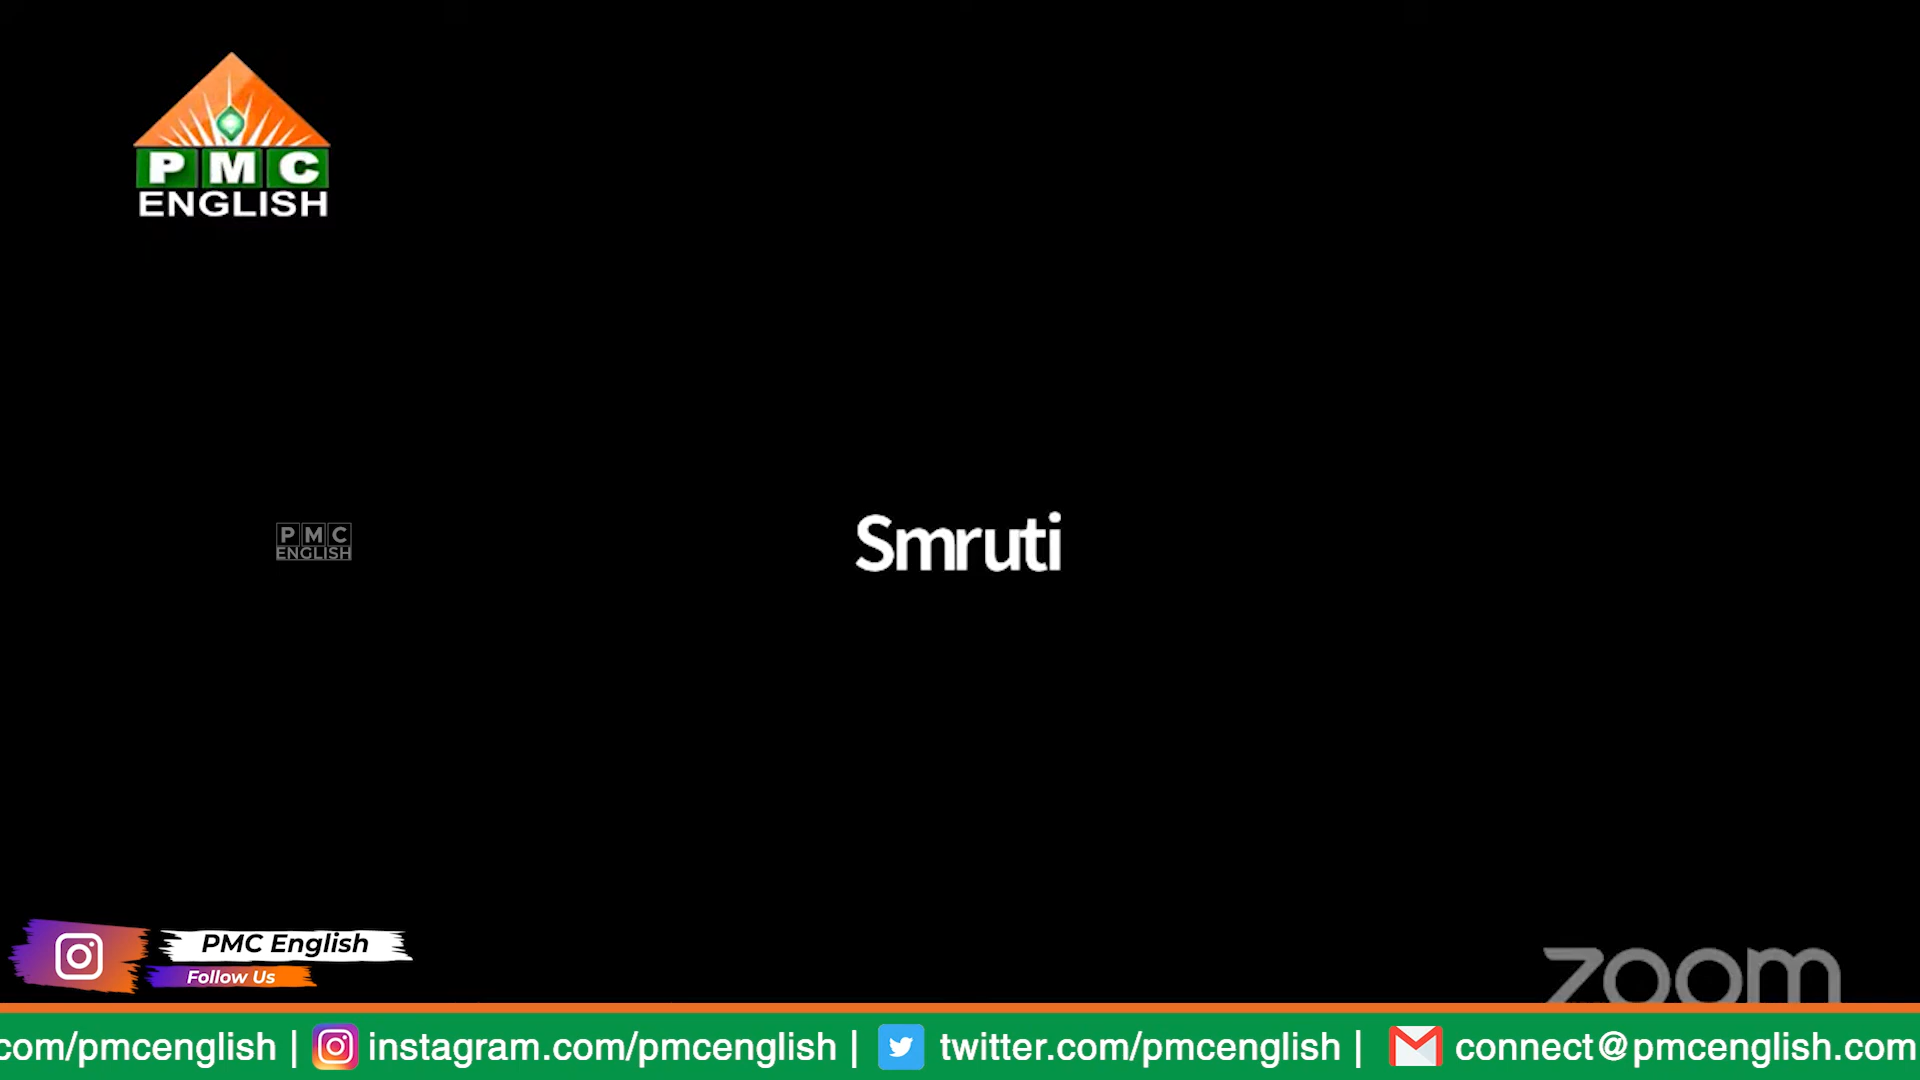 PMC
ENGLISH
PMC
ENGLISH
Smruti
PMC English
Follow Us
zoom
com/pmcenglish | instagram.com/pmcenglish | twitter.com/pmcenglish | connect@pmcenglish.com